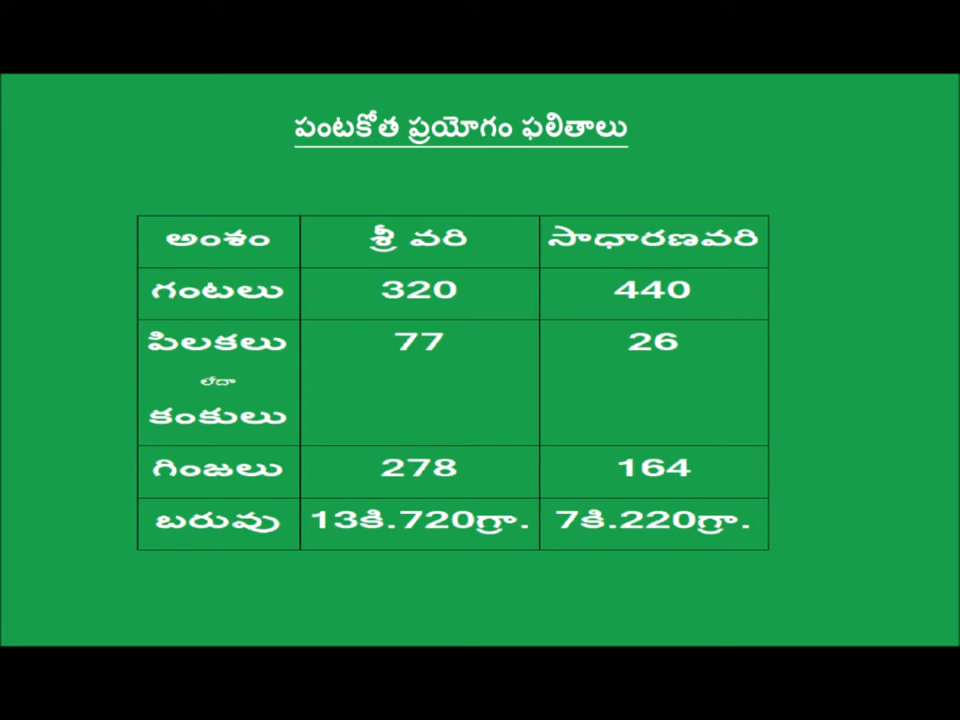 పంటకోత ప్రయోగం ఫలితాలు
అంశం శ్రీ వరి సాధారణవరి
గంటలు 320 440
పిలకలు 77 26
లేదా
కంకులు
గింజలు 278 164
బరువు 13కి.720గ్రా. 7కి.220గ్రా.